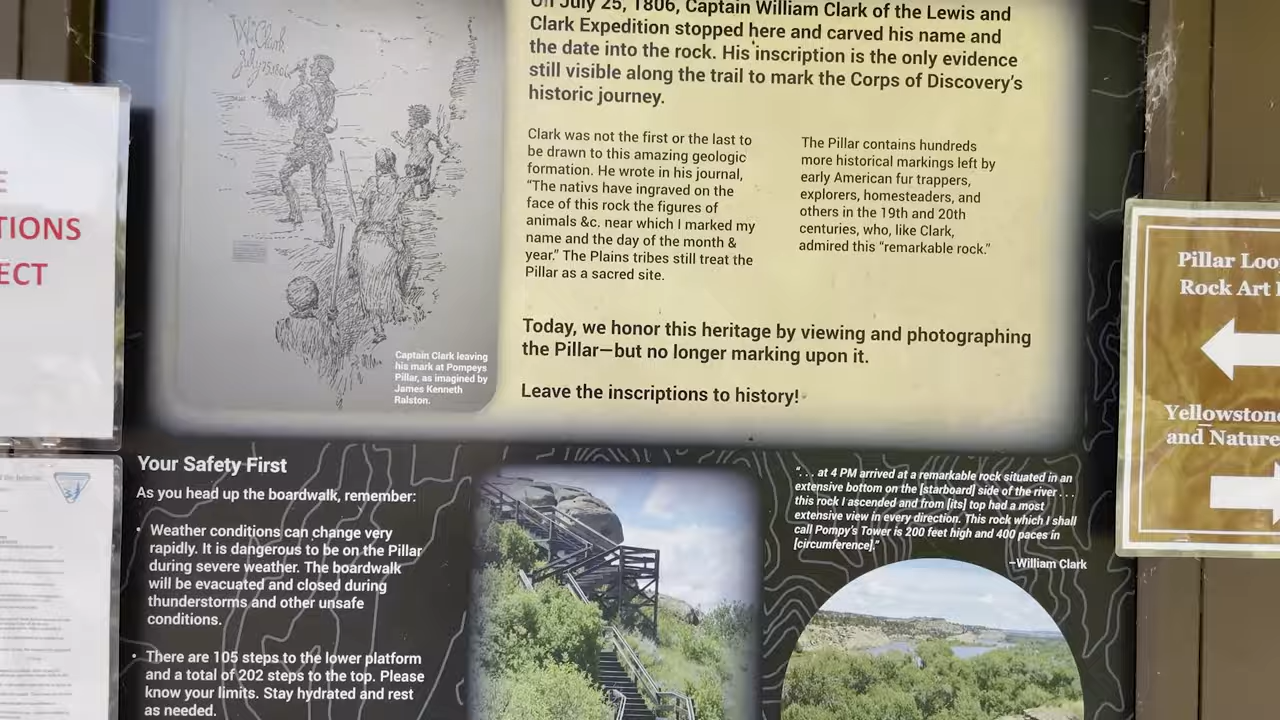 On July 25, 1806, Captain William Clark of the Lewis and
Clark Expedition stopped here and carved his name and
the date into the rock. His inscription is the only evidence
still visible along the trail to mark the Corps of Discovery's
historic journey.
Clark was not the first or the last to
be drawn to this amazing geologic
formation. He wrote in his journal,
"The nativs have ingraved on the
face of this rock the figures of
animals &c. near which I marked my
name and the day of the month &
year." The Plains tribes still treat the
Pillar as a sacred site.
The Pillar contains hundreds
more historical markings left by
early American fur trappers,
explorers, homesteaders, and
others in the 19th and 20th
centuries, who, like Clark,
admired this "remarkable rock."
Today, we honor this heritage by viewing and photographing
the Pillar—but no longer marking upon it.
Leave the inscriptions to history!
Wm Clark
July 25 1806
Captain Clark leaving
his mark at Pompeys
Pillar, as imagined by
James Kenneth
Ralston.
E
TIONS
ECT
Pillar Loo
Rock Art
Yellowstone
and Nature
Your Safety First
As you head up the boardwalk, remember:
• Weather conditions can change very
rapidly. It is dangerous to be on the Pillar
during severe weather. The boardwalk
will be evacuated and closed during
thunderstorms and other unsafe
conditions.
• There are 105 steps to the lower platform
and a total of 202 steps to the top. Please
know your limits. Stay hydrated and rest
as needed.
". . . at 4 PM arrived at a remarkable rock situated in an
extensive bottom on the [starboard] side of the river . . .
this rock I ascended and from [its] top had a most
extensive view in every direction. This rock which I shall
call Pompy's Tower is 200 feet high and 400 paces in
[circumference]."
–William Clark